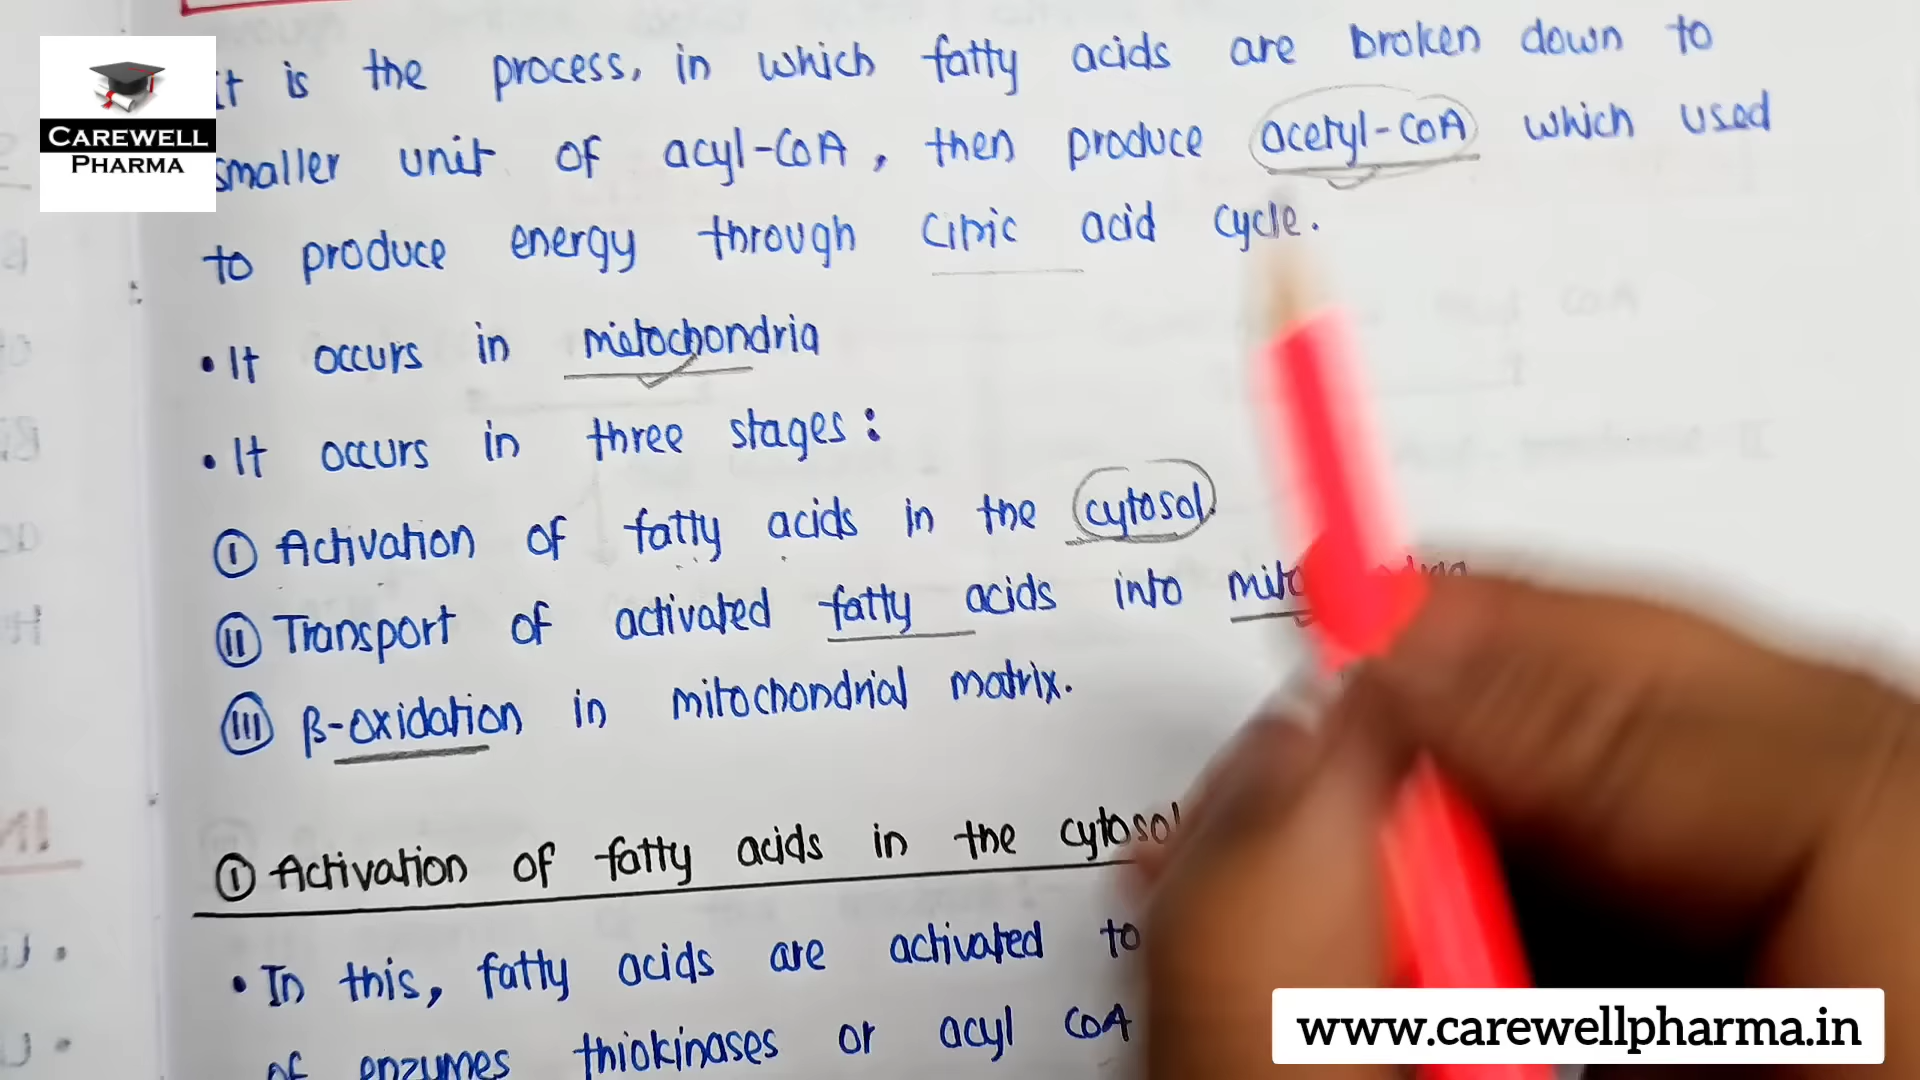 CAREWELL
PHARMA
It is the process, in which fatty acids are broken down to
smaller unit of acyl-CoA, then produce acetyl-CoA which used
to produce energy through citric acid cycle.
• It occurs in mitochondria
• It occurs in three stages:
(I) Activation of fatty acids in the cytosol.
(II) Transport of activated fatty acids into
(III) β-oxidation in mitochondrial matrix.
(I) Activation of fatty acids in the cytosol
• In this, fatty acids are activated to
of enzymes thiokinases or acyl CoA
www.carewellpharma.in